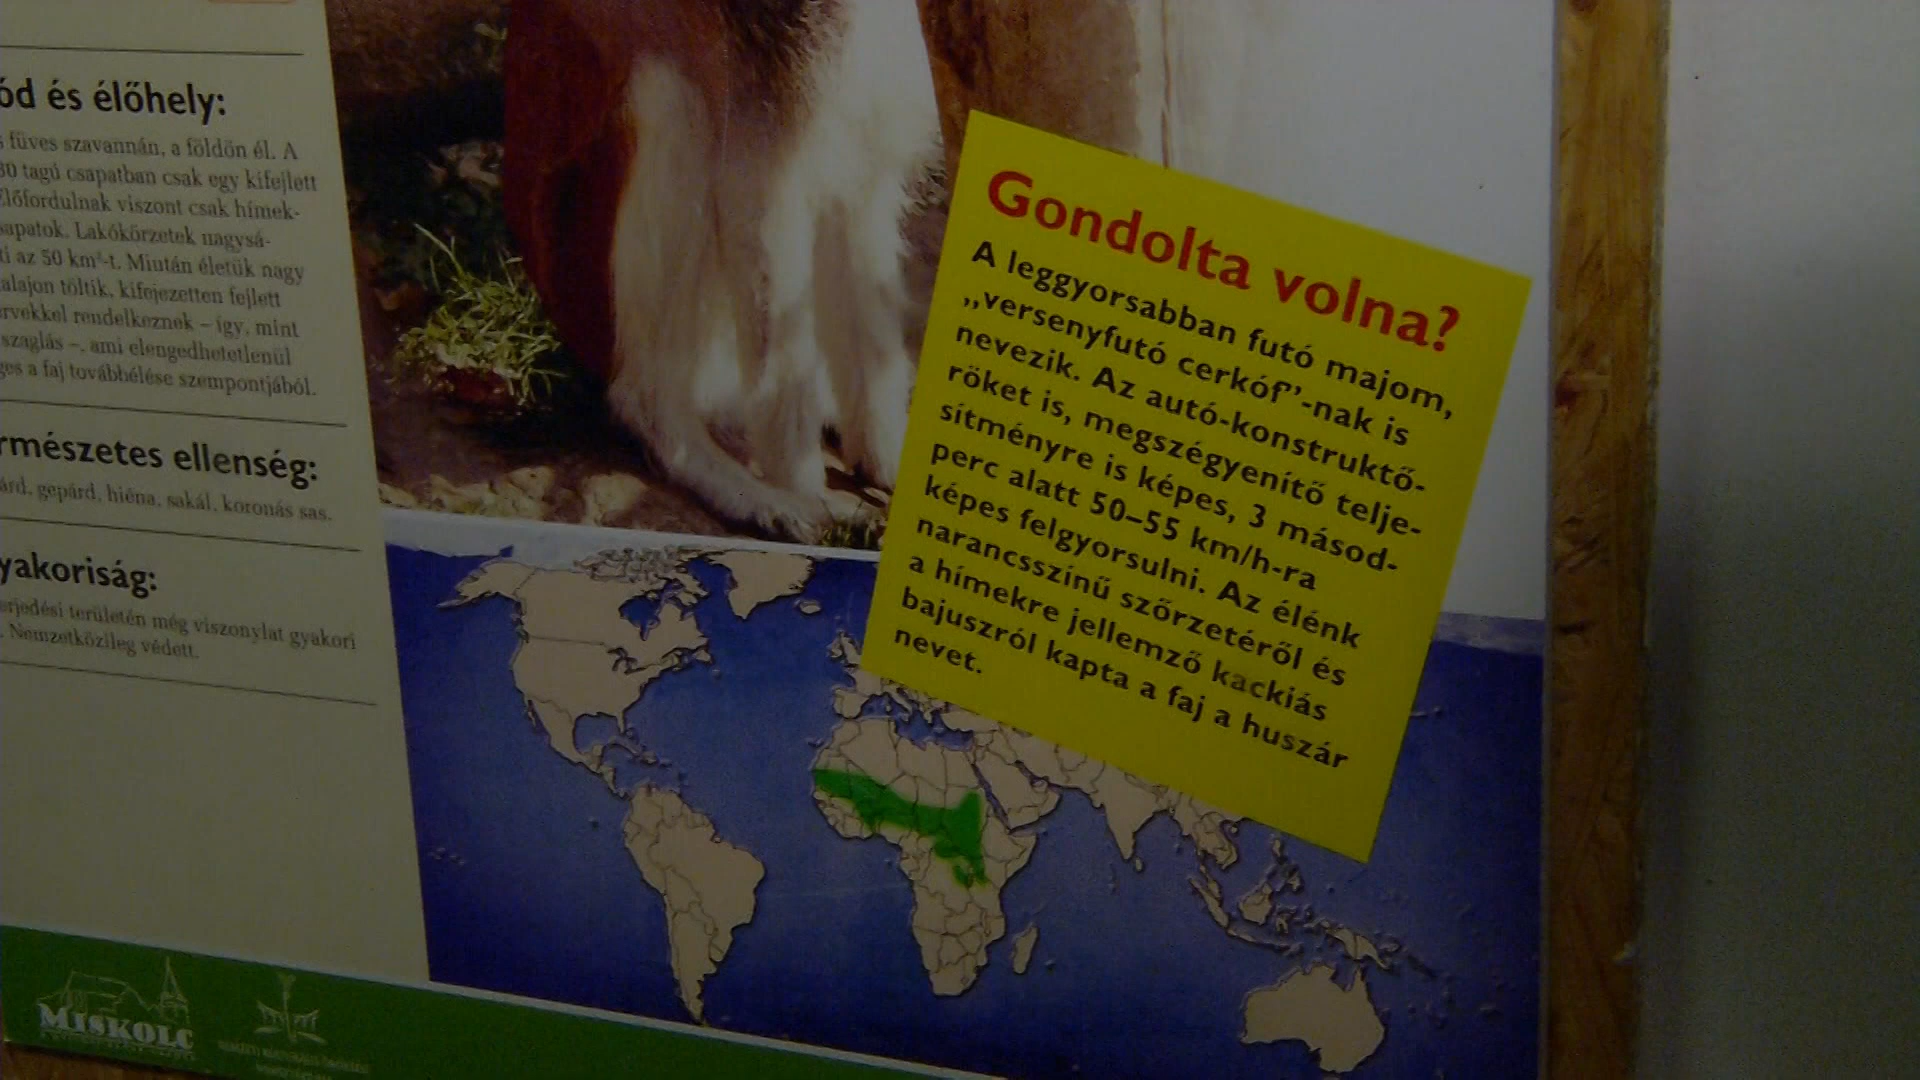 ód és élőhely:
füves szavannán, a földön él. A
30 tagú csapatban csak egy kifejlett
Előfordulnak viszont csak hímek-
sapatok. Lakókörzetek nagysá-
ti az 50 km²-t. Miután életük nagy
alajon töltik, kifejezetten fejlett
rvekkel rendelkeznek – így, mint
szaglás –, ami elengedhetetlenül
ges a faj továbbélése szempontjából.
rmészetes ellenség:
árd, gepárd, hiéna, sakál, koronás sas.
yakoriság:
erjedési területén még viszonylat gyakori
. Nemzetközileg védett.
Gondolta volna?
A leggyorsabban futó majom,
„versenyfutó cerkóf”-nak is
nevezik. Az autó-konstruktő-
röket is, megszégyenítő telje-
sítményre is képes, 3 másod-
perc alatt 50–55 km/h-ra
képes felgyorsulni. Az élénk
narancsszínű szőrzetéről és
a hímekre jellemző kackiás
bajuszról kapta a faj a huszár
nevet.
MISKOLC